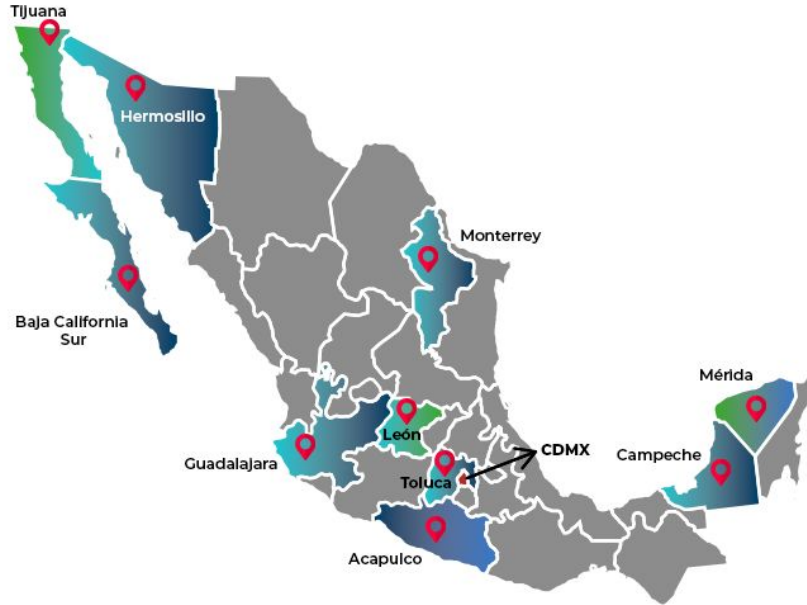 Tijuana
Hermosillo
Monterrey
Baja California
Sur
Mérida
León
CDMX
Guadalajara
Campeche
Toluca
Acapulco